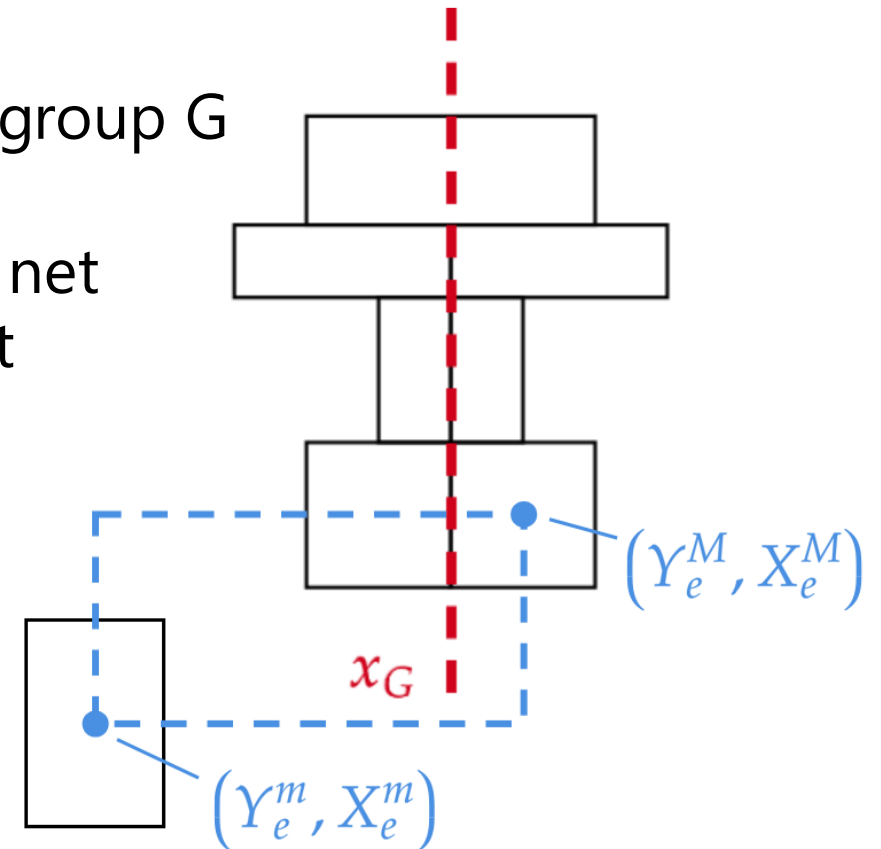 group G
net
t
(Y_e^M, X_e^M)
x_G
(Y_e^m, X_e^m)